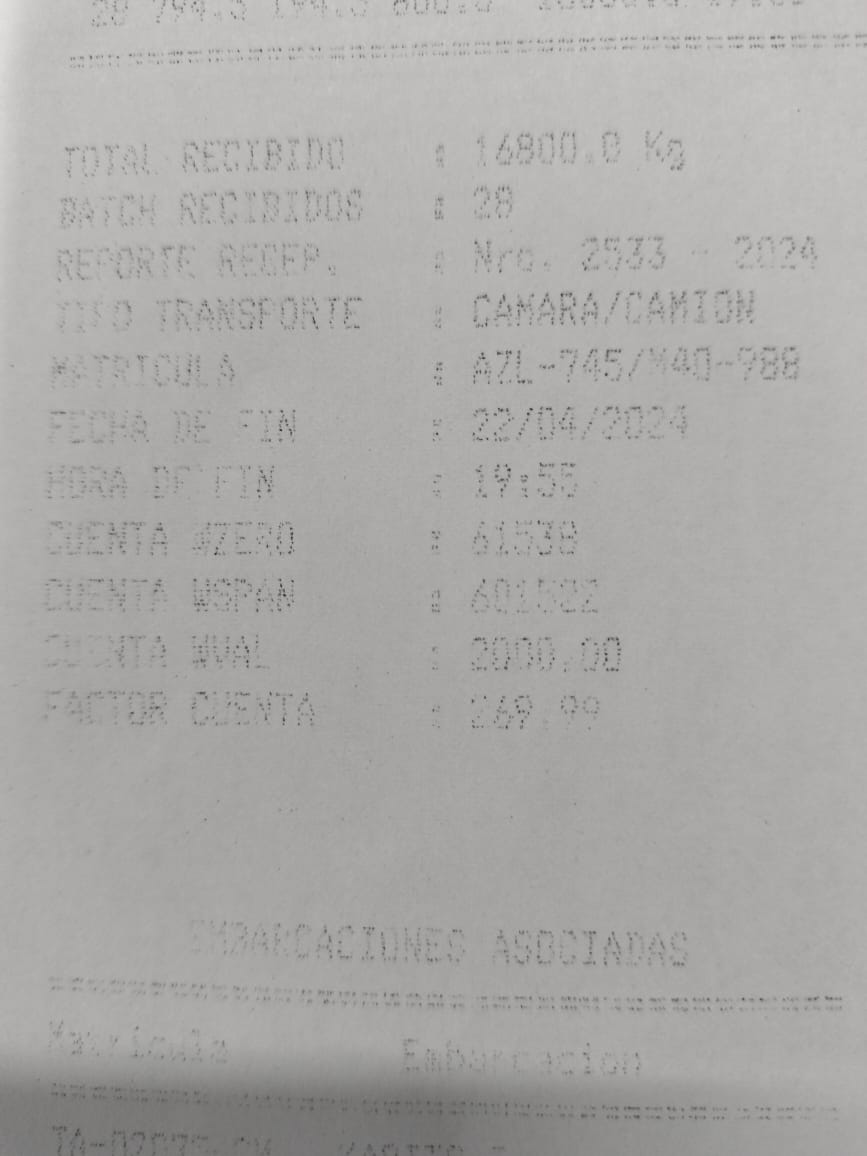 TOTAL RECIBIDO : 16800.0 Kg
BATCH RECIBIDOS : 28
REPORTE RECEP. : Nro. 2533 - 2024
TIPO TRANSPORTE : CAMARA/CAMION
MATRICULA : AZL-745/M4D-988
FECHA DE FIN : 22/04/2024
HORA DE FIN : 19:55
CUENTA WZERO : 61538
CUENTA WSPAN : 601522
CUENTA WVAL : 2000.00
FACTOR CUENTA : 269.99
EMBARCACIONES ASOCIADAS
Matricula Embarcacion